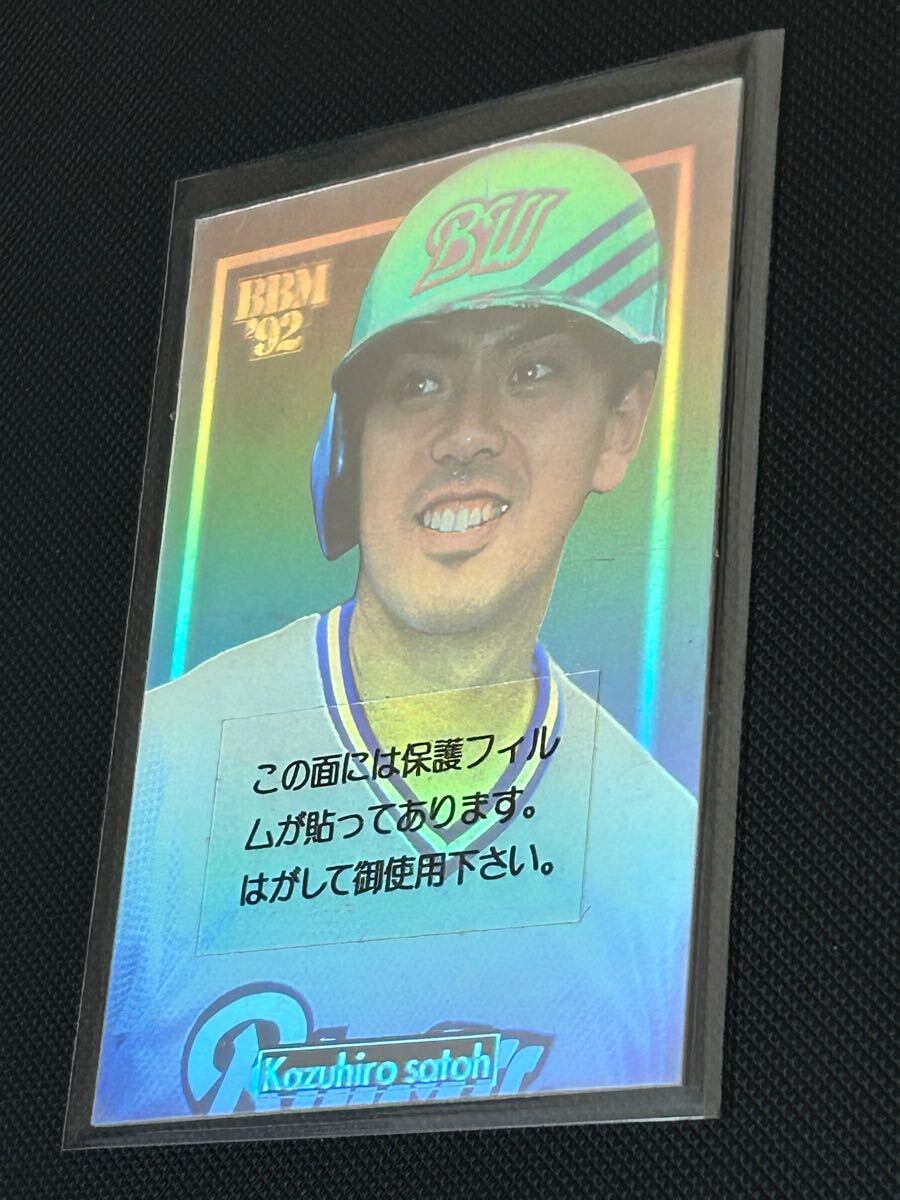 BW
BBM
'92
この面には保護フィル
ムが貼ってあります。
はがして御使用下さい。
Kazuhiro satoh